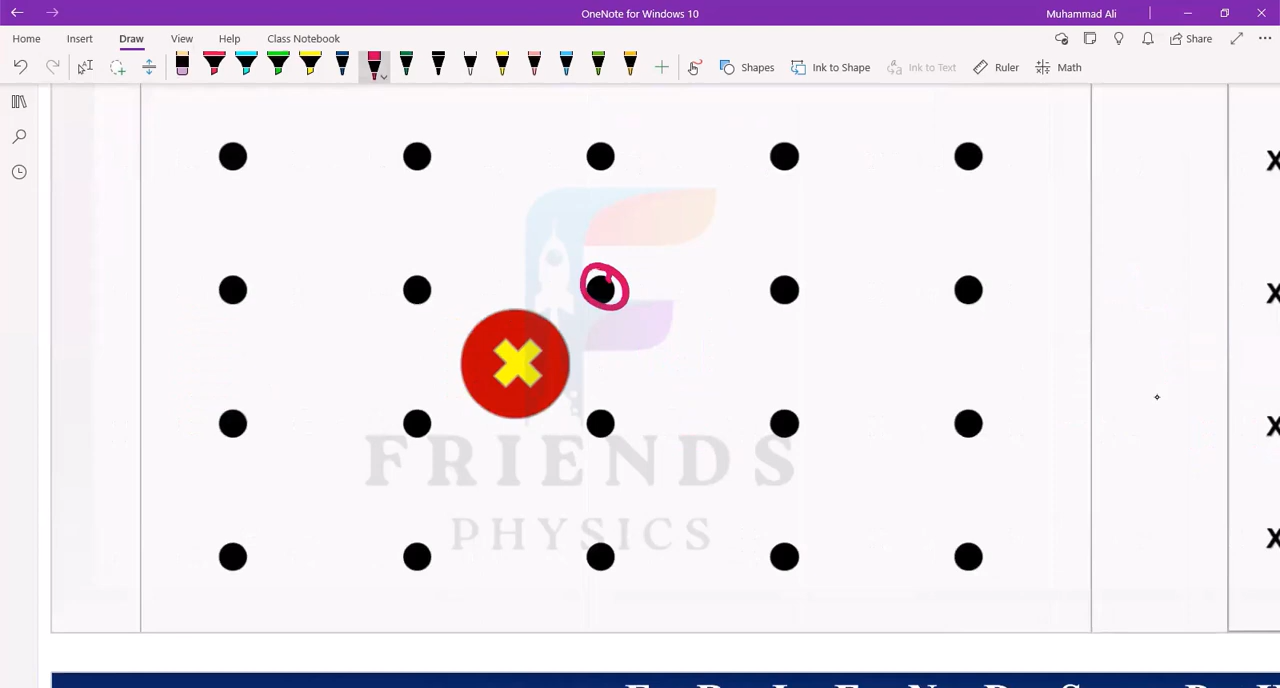 OneNote for Windows 10
Muhammad Ali
Home Insert Draw View Help Class Notebook
Share
Shapes Ink to Shape Ink to Text Ruler Math
X
X
X
X
FRIENDS
PHYSICS